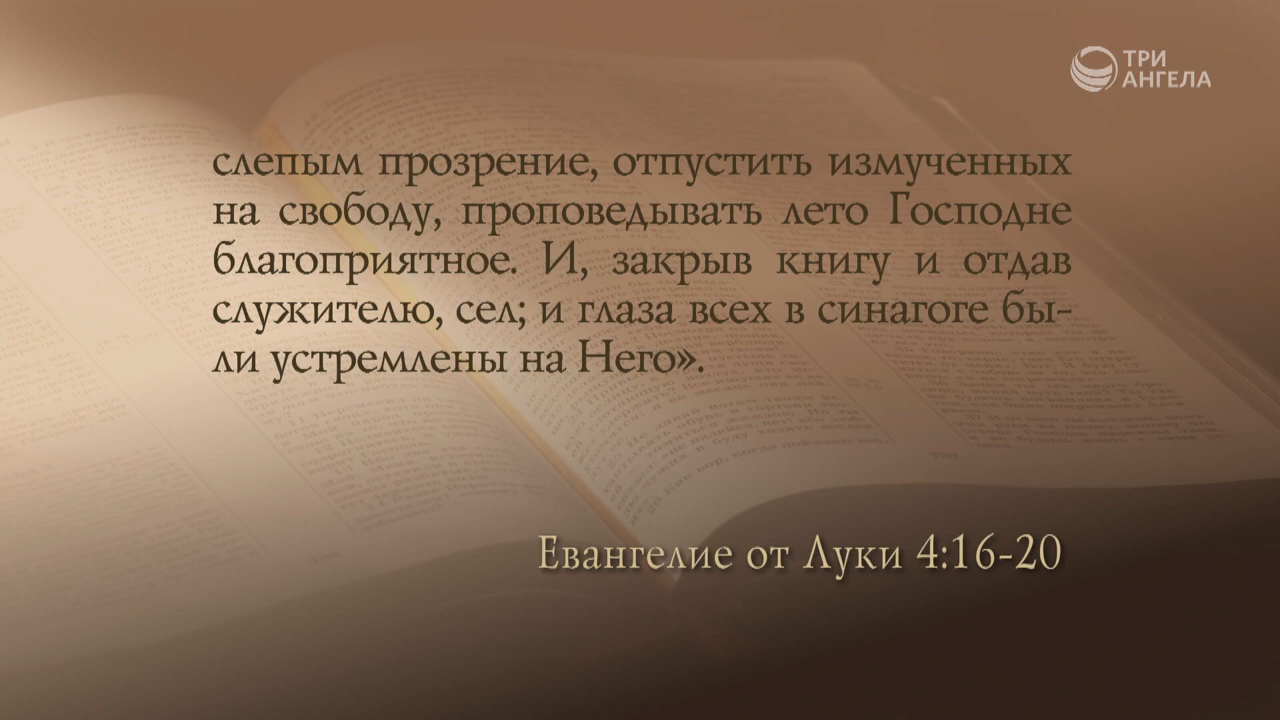 ТРИ
АНГЕЛА
слепым прозрение, отпустить измученных
на свободу, проповедывать лето Господне
благоприятное. И, закрыв книгу и отдав
служителю, сел; и глаза всех в синагоге бы-
ли устремлены на Него».
Евангелие от Луки 4:16-20